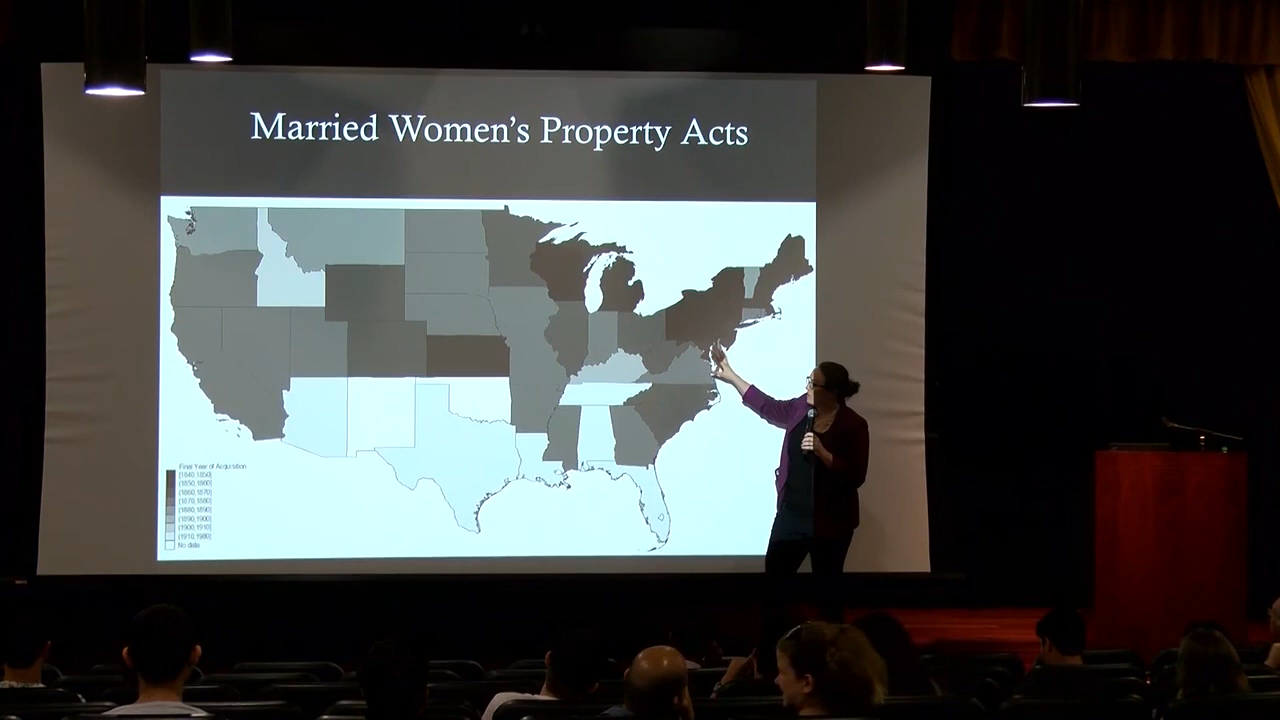 Married Women's Property Acts
Final Year of Acquisition
[1840,1850]
(1850,1860]
(1860,1870]
(1870,1880]
(1880,1890]
(1890,1900]
(1900,1910]
(1910,1980]
No data